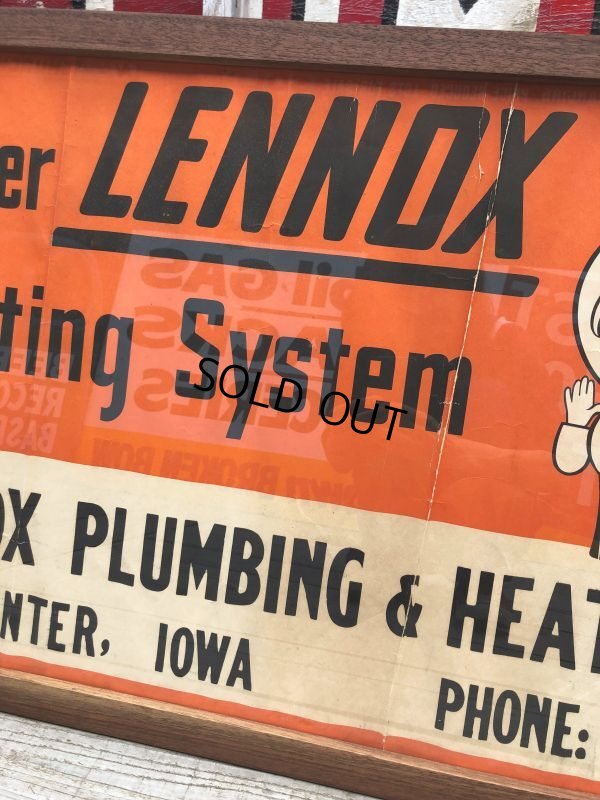 er LENNOX
ting System
SOLD OUT
OX PLUMBING & HEAT
NTER, IOWA
PHONE: